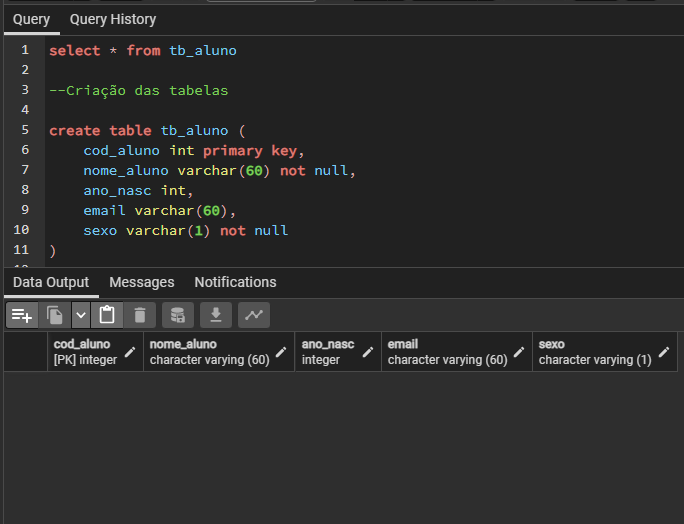 Query Query History
1 select * from tb_aluno
2
3 --Criação das tabelas
4
5 create table tb_aluno (
6 cod_aluno int primary key,
7 nome_aluno varchar(60) not null,
8 ano_nasc int,
9 email varchar(60),
10 sexo varchar(1) not null
11 )
Data Output Messages Notifications
cod_aluno nome_aluno ano_nasc email sexo
[PK] integer character varying (60) integer character varying (60) character varying (1)